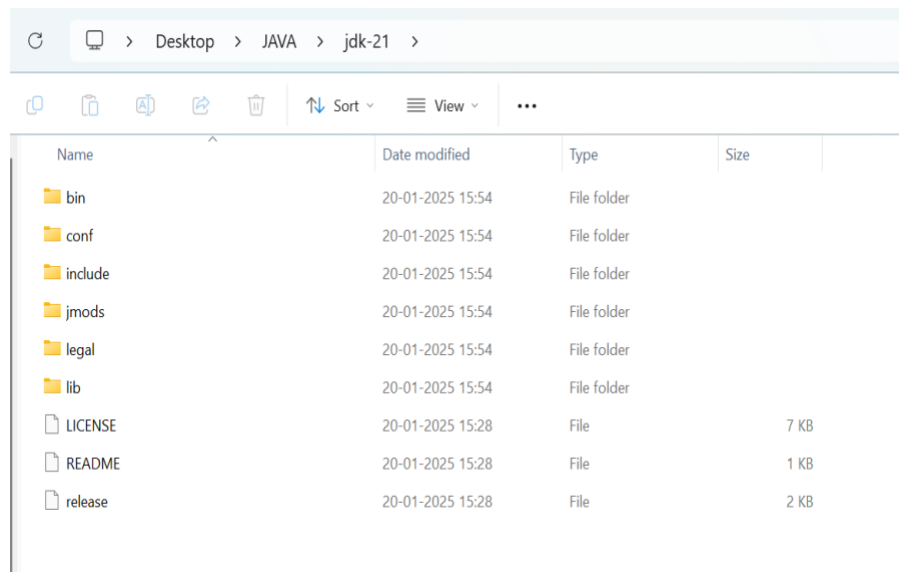 Desktop > JAVA > jdk-21 >
Sort View ...
Name Date modified Type Size
bin 20-01-2025 15:54 File folder
conf 20-01-2025 15:54 File folder
include 20-01-2025 15:54 File folder
jmods 20-01-2025 15:54 File folder
legal 20-01-2025 15:54 File folder
lib 20-01-2025 15:54 File folder
LICENSE 20-01-2025 15:28 File 7 KB
README 20-01-2025 15:28 File 1 KB
release 20-01-2025 15:28 File 2 KB